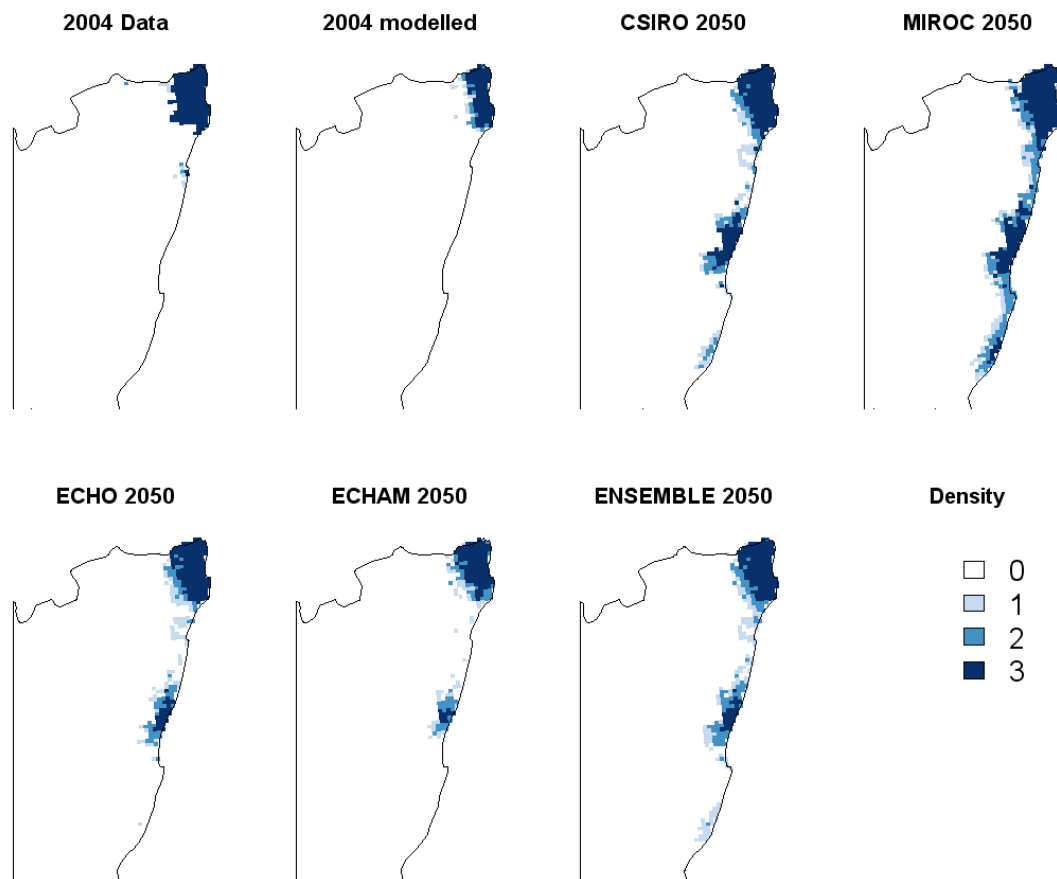 2004 Data
2004 modelled
CSIRO 2050
MIROC 2050
ECHO 2050
ECHAM 2050
ENSEMBLE 2050
Density
0
1
2
3